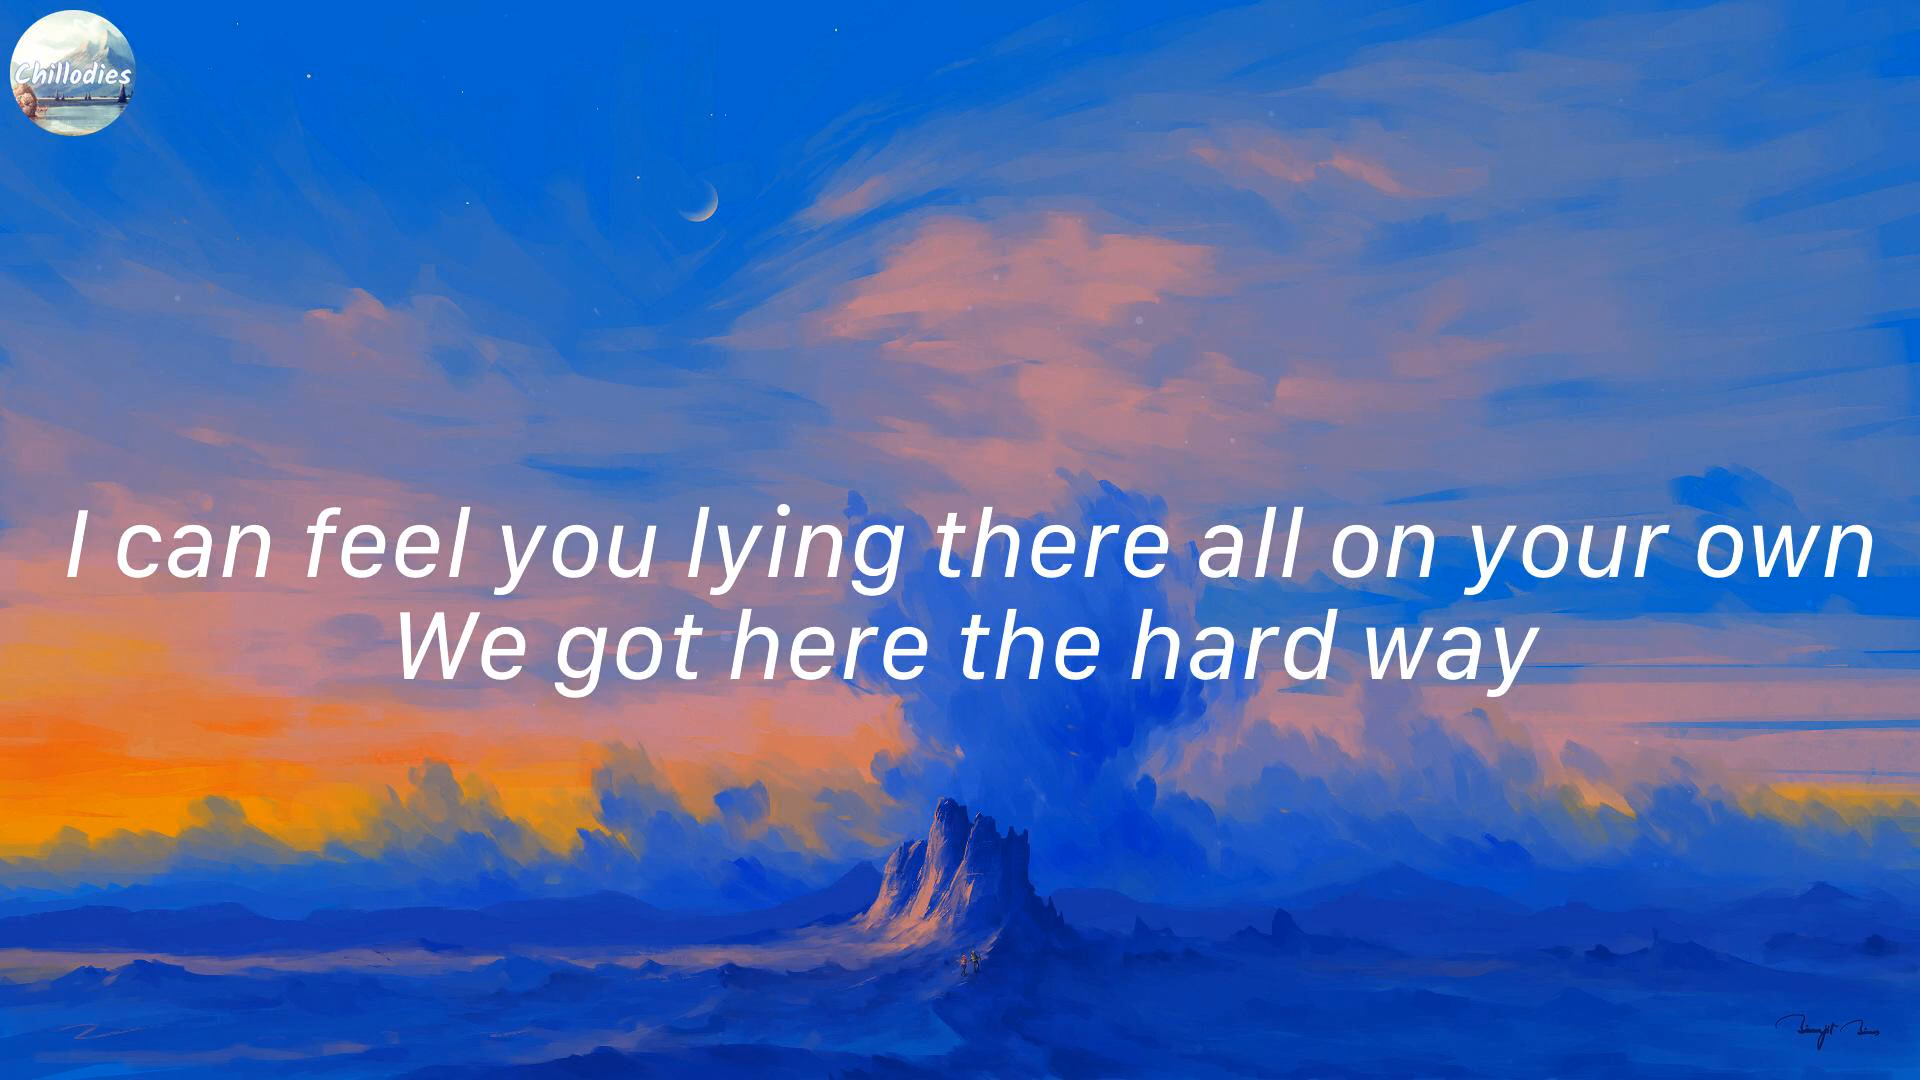 Chillodies
I can feel you lying there all on your own
We got here the hard way